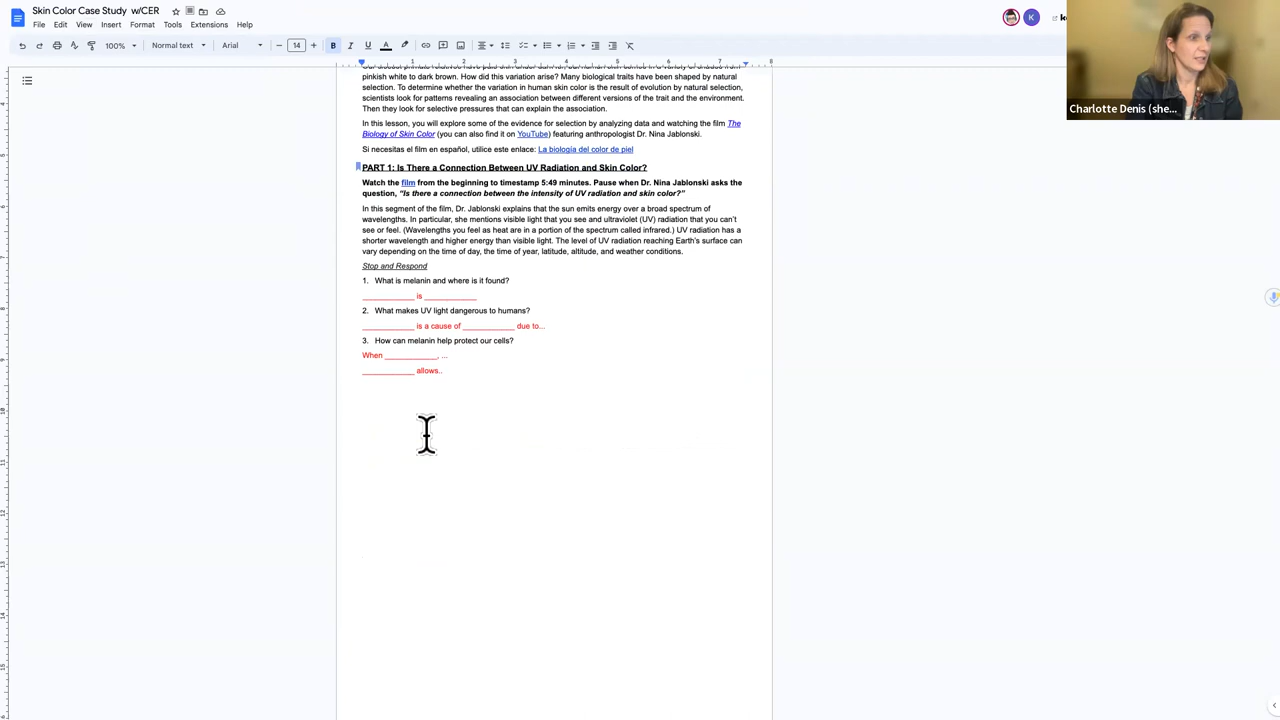 Skin Color Case Study w/CER
File Edit View Insert Format Tools Extensions
100% Normal text Arial 14 B I U A
K
1 2 3 4 5 6 7 8
pinkish white to dark brown. How did this variation arise? Many biological traits have been shaped by natural
selection. To determine whether the variation in human skin color is the result of evolution by natural selection,
scientists look for patterns revealing an association between different versions of the trait and the environment.
Then they look for selective pressures that can explain the association.
In this lesson, you will explore some of the evidence for selection by analyzing data and watching the film The
Biology of Skin Color (you can also find it on YouTube) featuring anthropologist Dr. Nina Jablonski.
Si necesitas el film en español, utilice este enlace: La biología del color de piel
PART 1: Is There a Connection Between UV Radiation and Skin Color?
Watch the film from the beginning to timestamp 5:49 minutes. Pause when Dr. Nina Jablonski asks the
question, “Is there a connection between the intensity of UV radiation and skin color?”
In this segment of the film, Dr. Jablonski explains that the sun emits energy over a broad spectrum of
wavelengths. In particular, she mentions visible light that you see and ultraviolet (UV) radiation that you can’t
see or feel. (Wavelengths you feel as heat are in a portion of the spectrum called infrared.) UV radiation has a
shorter wavelength and higher energy than visible light. The level of UV radiation reaching Earth’s surface can
vary depending on the time of day, the time of year, latitude, altitude, and weather conditions.
Stop and Respond
1. What is melanin and where is it found?
____________ is ____________
2. What makes UV light dangerous to humans?
____________ is a cause of ____________ due to...
3. How can melanin help protect our cells?
When ____________, ...
____________ allows..
Charlotte Denis (she...